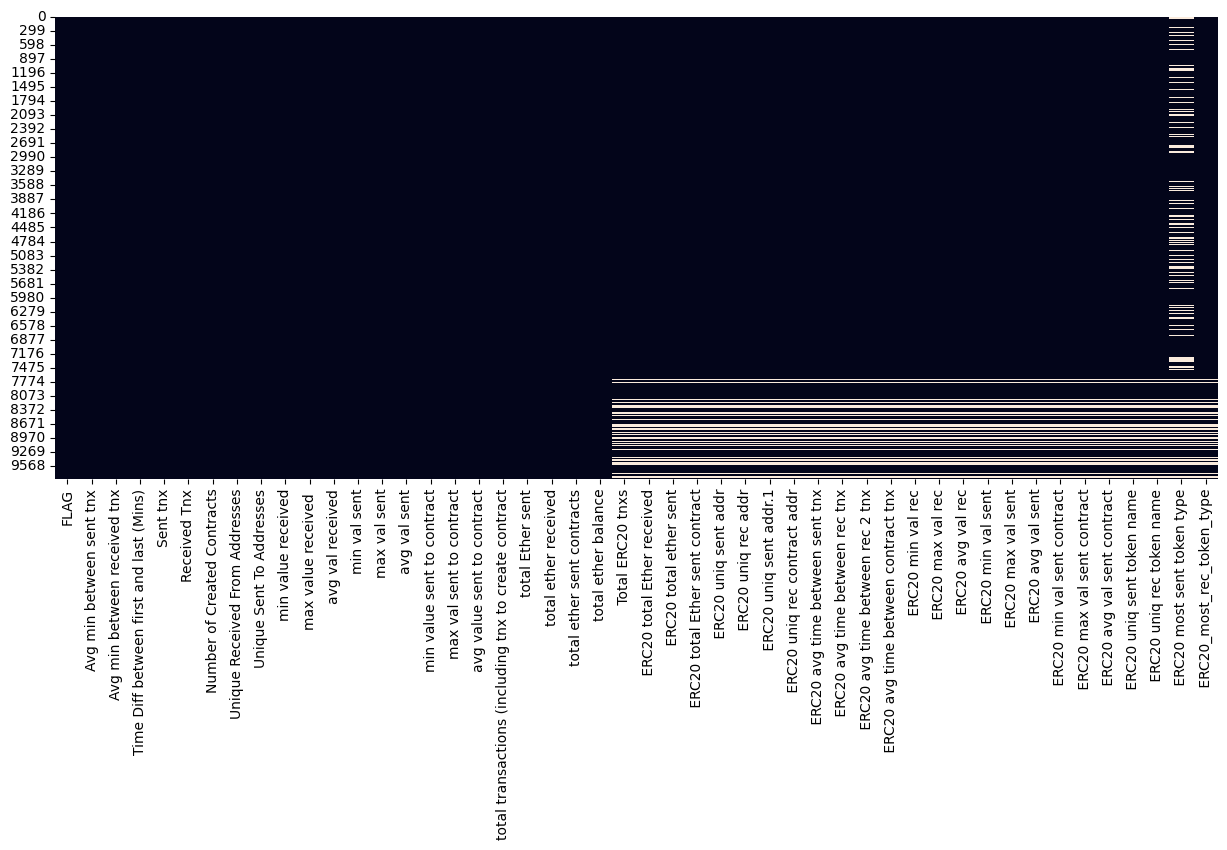 0
299
598
897
1196
1495
1794
2093
2392
2691
2990
3289
3588
3887
4186
4485
4784
5083
5382
5681
5980
6279
6578
6877
7176
7475
7774
8073
8372
8671
8970
9269
9568
FLAG
Avg min between sent tnx
Avg min between received tnx
Time Diff between first and last (Mins)
Sent tnx
Received Tnx
Number of Created Contracts
Unique Received From Addresses
Unique Sent To Addresses
min value received
max value received
avg val received
min val sent
max val sent
avg val sent
min value sent to contract
max val sent to contract
avg value sent to contract
total transactions (including tnx to create contract
total Ether sent
total ether received
total ether sent contracts
total ether balance
Total ERC20 tnxs
ERC20 total Ether received
ERC20 total ether sent
ERC20 total Ether sent contract
ERC20 uniq sent addr
ERC20 uniq rec addr
ERC20 uniq sent addr.1
ERC20 uniq rec contract addr
ERC20 avg time between sent tnx
ERC20 avg time between rec tnx
ERC20 avg time between rec 2 tnx
ERC20 avg time between contract tnx
ERC20 min val rec
ERC20 max val rec
ERC20 avg val rec
ERC20 min val sent
ERC20 max val sent
ERC20 avg val sent
ERC20 min val sent contract
ERC20 max val sent contract
ERC20 avg val sent contract
ERC20 uniq sent token name
ERC20 uniq rec token name
ERC20 most sent token type
ERC20_most_rec_token_type